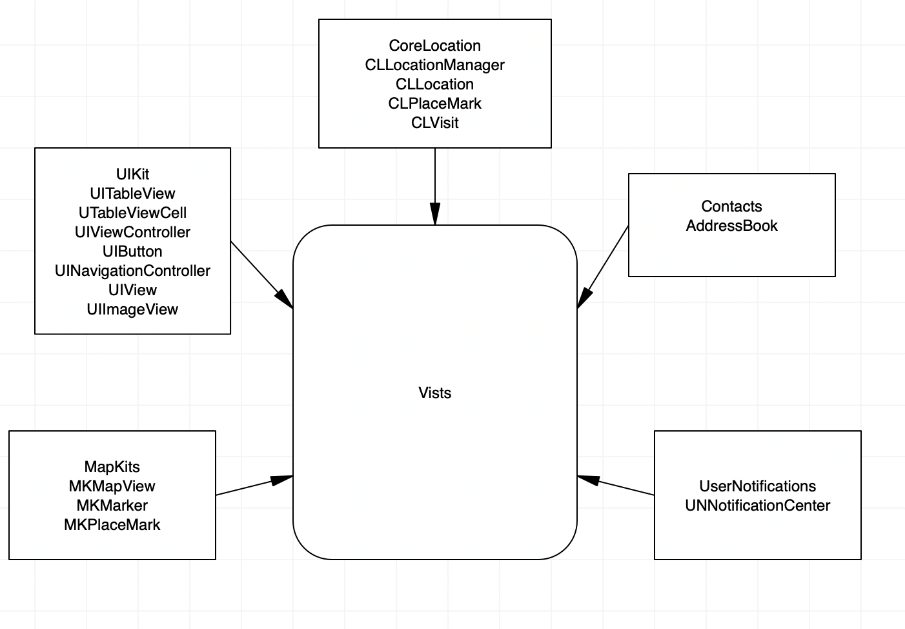 CoreLocation
CLLocationManager
CLLocation
CLPlaceMark
CLVisit
UIKit
UITableView
UTableViewCell
UIViewController
UIButton
UINavigationController
UIView
UIImageView
Contacts
AddressBook
Vists
MapKits
MKMapView
MKMarker
MKPlaceMark
UserNotifications
UNNotificationCenter